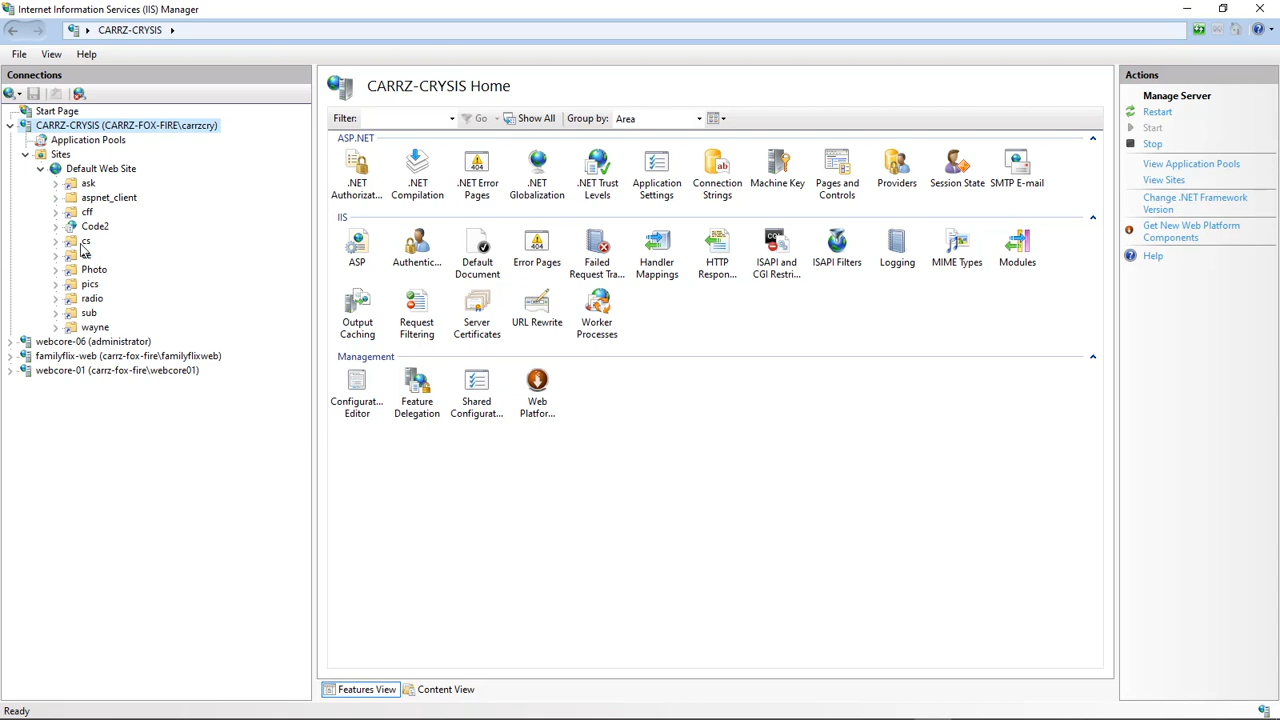 Internet Information Services (IIS) Manager
CARRZ-CRYSIS
File View Help
Connections
Start Page
CARRZ-CRYSIS (CARRZ-FOX-FIRE\carrzcry)
Application Pools
Sites
Default Web Site
ask
aspnet_client
cff
Code2
cs
Photo
pics
radio
sub
wayne
webcore-06 (administrator)
familyflix-web (carrz-fox-fire\familyflixweb)
webcore-01 (carrz-fox-fire\webcore01)
CARRZ-CRYSIS Home
Filter: Go Show All Group by: Area
ASP.NET
.NET Authorizat... .NET Compilation .NET Error Pages .NET Globalization .NET Trust Levels Application Settings Connection Strings Machine Key Pages and Controls Providers Session State SMTP E-mail
IIS
ASP Authentic... Default Document Error Pages Failed Request Tra... Handler Mappings HTTP Respon... ISAPI and CGI Restri... ISAPI Filters Logging MIME Types Modules
Output Caching Request Filtering Server Certificates URL Rewrite Worker Processes
Management
Configurat... Editor Feature Delegation Shared Configurat... Web Platfor...
Features View Content View
Actions
Manage Server
Restart
Start
Stop
View Application Pools
View Sites
Change .NET Framework
Version
Get New Web Platform
Components
Help
Ready